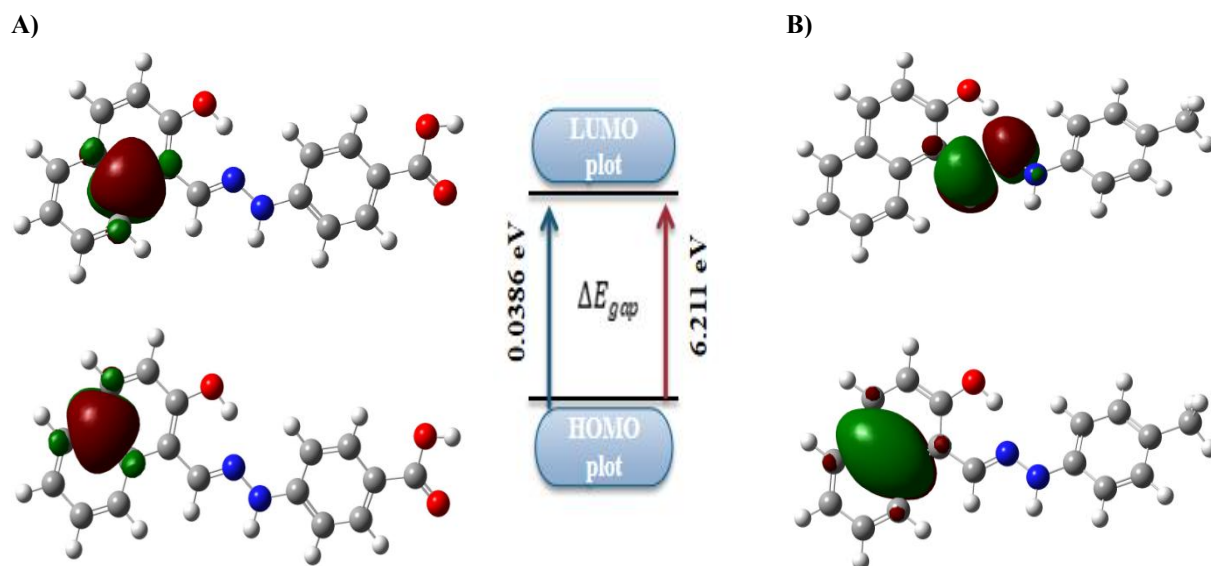 A)
B)
LUMO
plot
0.0386 eV
ΔE_gap
6.211 eV
HOMO
plot